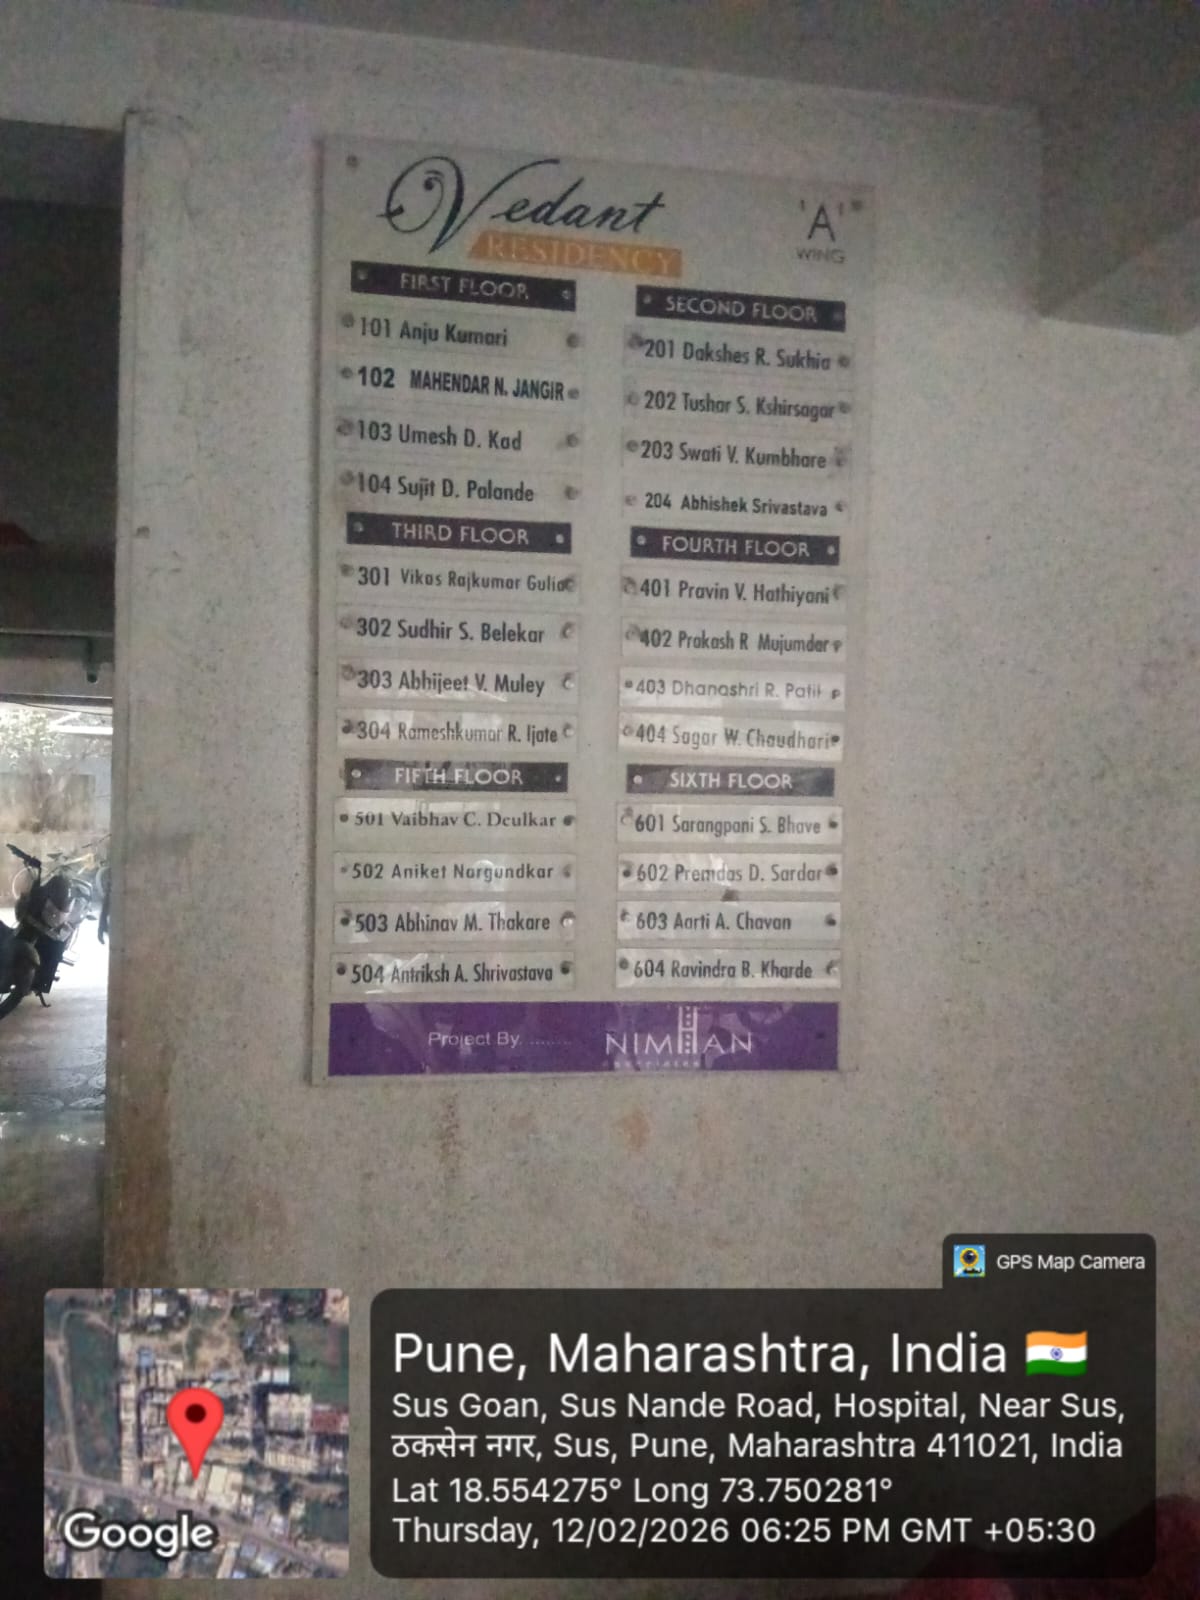 Vedant
RESIDENCY
'A'
WING
FIRST FLOOR
101 Anju Kumari
102 MAHENDAR N. JANGIR
103 Umesh D. Kad
104 Sujit D. Palande
SECOND FLOOR
201 Dakshes R. Sukhia
202 Tushar S. Kshirsagar
203 Swati V. Kumbhare
204 Abhishek Srivastava
THIRD FLOOR
301 Vikas Rajkumar Gulia
302 Sudhir S. Belekar
303 Abhijeet V. Muley
304 Rameshkumar R. Ijate
FOURTH FLOOR
401 Pravin V. Hathiyani
402 Prakash R Mujumdar
403 Dhanashri R. Patil
404 Sagar W. Chaudhari
FIFTH FLOOR
501 Vaibhav C. Deulkar
502 Aniket Nargundkar
503 Abhinav M. Thakare
504 Antriksh A. Shrivastava
SIXTH FLOOR
601 Sarangpani S. Bhave
602 Premdas D. Sardar
603 Aarti A. Chavan
604 Ravindra B. Kharde
Project By. ........ NIMHAN
associates
GPS Map Camera
Pune, Maharashtra, India
Sus Goan, Sus Nande Road, Hospital, Near Sus,
ठकसेन नगर, Sus, Pune, Maharashtra 411021, India
Lat 18.554275° Long 73.750281°
Thursday, 12/02/2026 06:25 PM GMT +05:30
Google